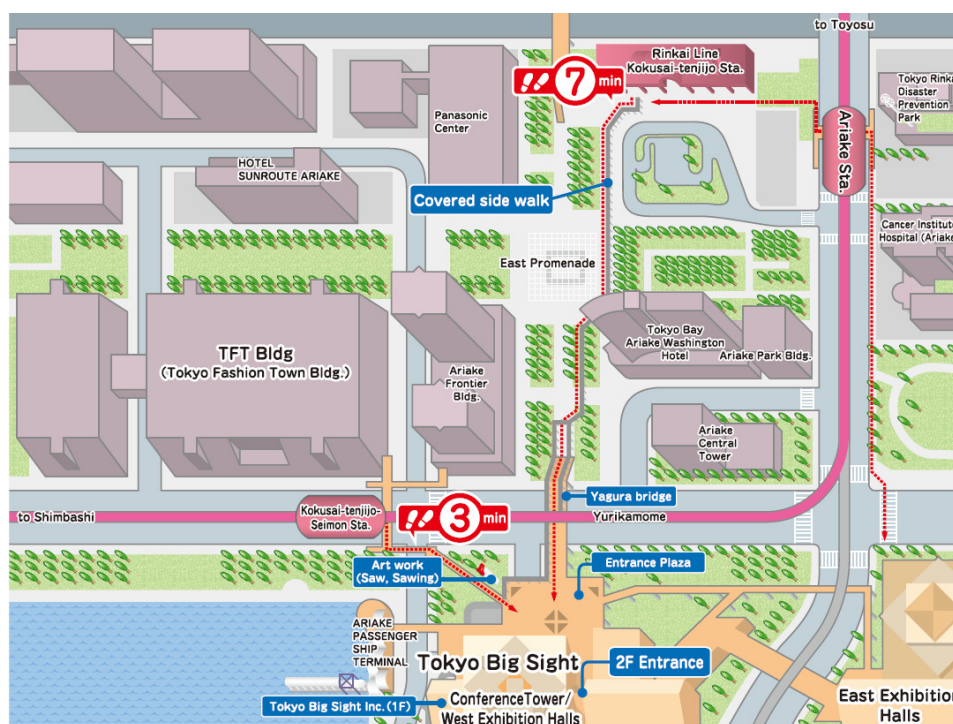 to Toyosu
Rinkai Line
Kokusai-tenjijo Sta.
7 min
Tokyo Rinka
Disaster
Prevention
Park
Panasonic
Center
Ariake Sta.
HOTEL
SUNROUTE ARIAKE
Covered side walk
Cancer Institute
Hospital (Ariake
East Promenade
Tokyo Bay
Ariake Washington
Hotel
Ariake Park Bldg.
TFT Bldg
(Tokyo Fashion Town Bldg.)
Ariake
Frontier
Bldg.
Ariake
Central
Tower
Yagura bridge
Kokusai-tenjijo-
Seimon Sta.
3 min
to Shimbashi
Yurikamome
Art work
(Saw, Sawing)
Entrance Plaza
ARIAKE
PASSENGER
SHIP
TERMINAL
Tokyo Big Sight
2F Entrance
Tokyo Big Sight Inc.(1F)
ConferenceTower/
West Exhibition Halls
East Exhibition
Halls